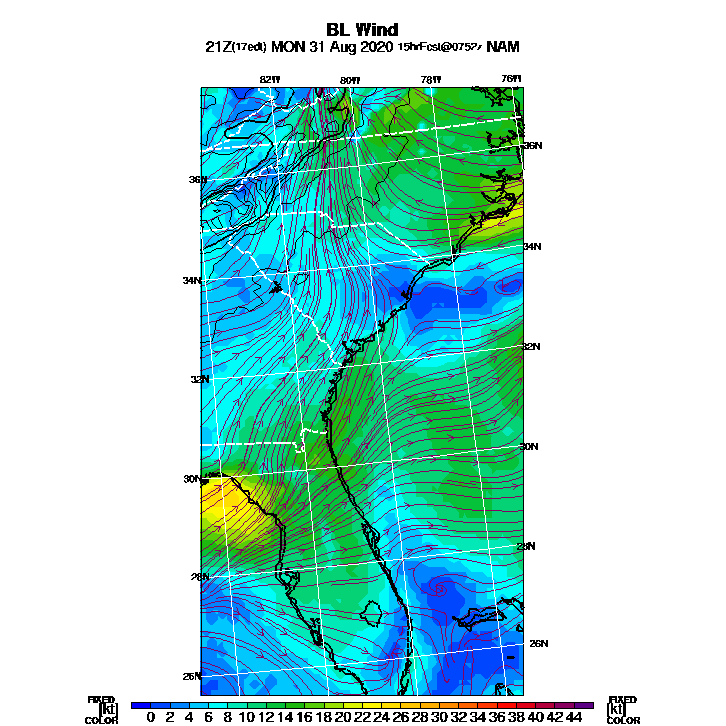 BL Wind
21Z(17edt) MON 31 Aug 2020 15hrFcst@0752z NAM
82W 80W 78W 76W
36N
36N
34N
34N
32N
32N
30N
30N
28N
28N
26N
26N
FIXED FIXED
[kt] 0 2 4 6 8 10 12 14 16 18 20 22 24 26 28 30 32 34 36 38 40 42 44 [kt]
COLOR COLOR